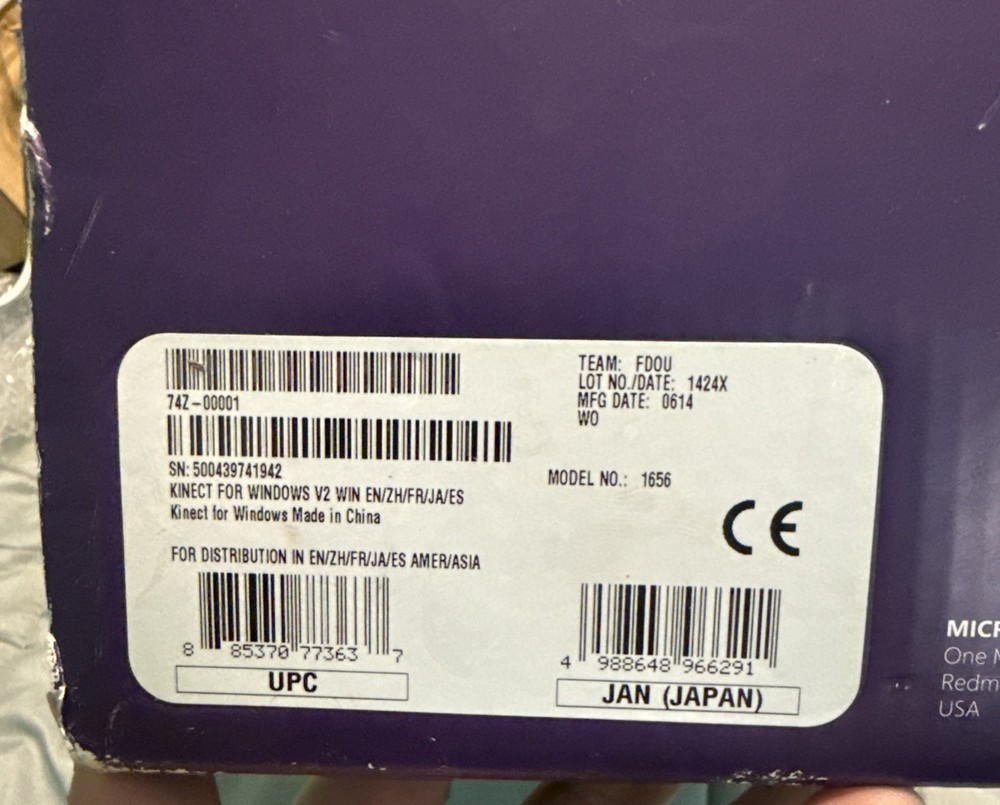 74Z-00001
SN: 500439741942
KINECT FOR WINDOWS V2 WIN EN/ZH/FR/JA/ES
Kinect for Windows Made in China
FOR DISTRIBUTION IN EN/ZH/FR/JA/ES AMER/ASIA
8 85370 77363 7
UPC
TEAM: FDOU
LOT NO./DATE: 1424X
MFG DATE: 0614
WO
MODEL NO.: 1656
CE
4 988648 966291
JAN (JAPAN)
MICR
One M
Redm
USA